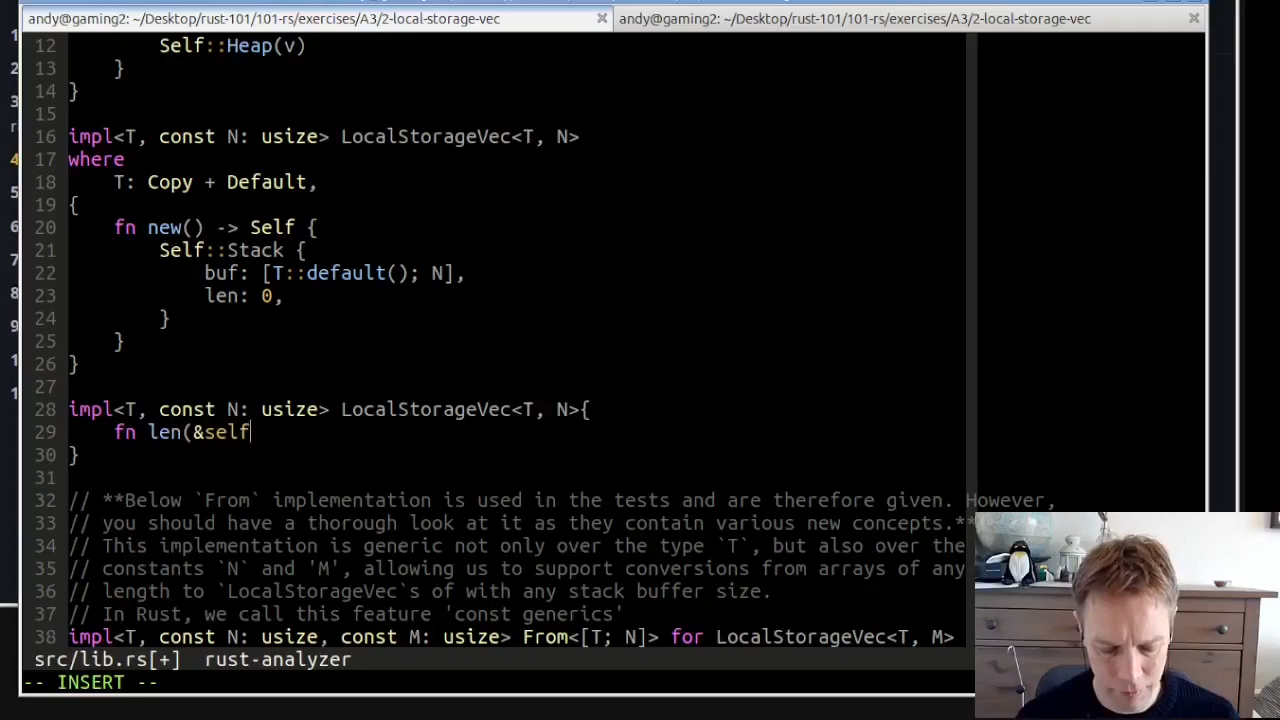 andy@gaming2: ~/Desktop/rust-101/101-rs/exercises/A3/2-local-storage-vec
andy@gaming2: ~/Desktop/rust-101/101-rs/exercises/A3/2-local-storage-vec
12         Self::Heap(v)
13     }
14 }
15
16 impl<T, const N: usize> LocalStorageVec<T, N>
17 where
18     T: Copy + Default,
19 {
20     fn new() -> Self {
21         Self::Stack {
22             buf: [T::default(); N],
23             len: 0,
24         }
25     }
26 }
27
28 impl<T, const N: usize> LocalStorageVec<T, N>{
29     fn len(&self
30 }
31
32 // **Below `From` implementation is used in the tests and are therefore given. However,
33 // you should have a thorough look at it as they contain various new concepts.**
34 // This implementation is generic not only over the type `T`, but also over the
35 // constants `N` and 'M', allowing us to support conversions from arrays of any
36 // length to `LocalStorageVec`s of with any stack buffer size.
37 // In Rust, we call this feature 'const generics'
38 impl<T, const N: usize, const M: usize> From<[T; N]> for LocalStorageVec<T, M>
src/lib.rs[+]  rust-analyzer
-- INSERT --